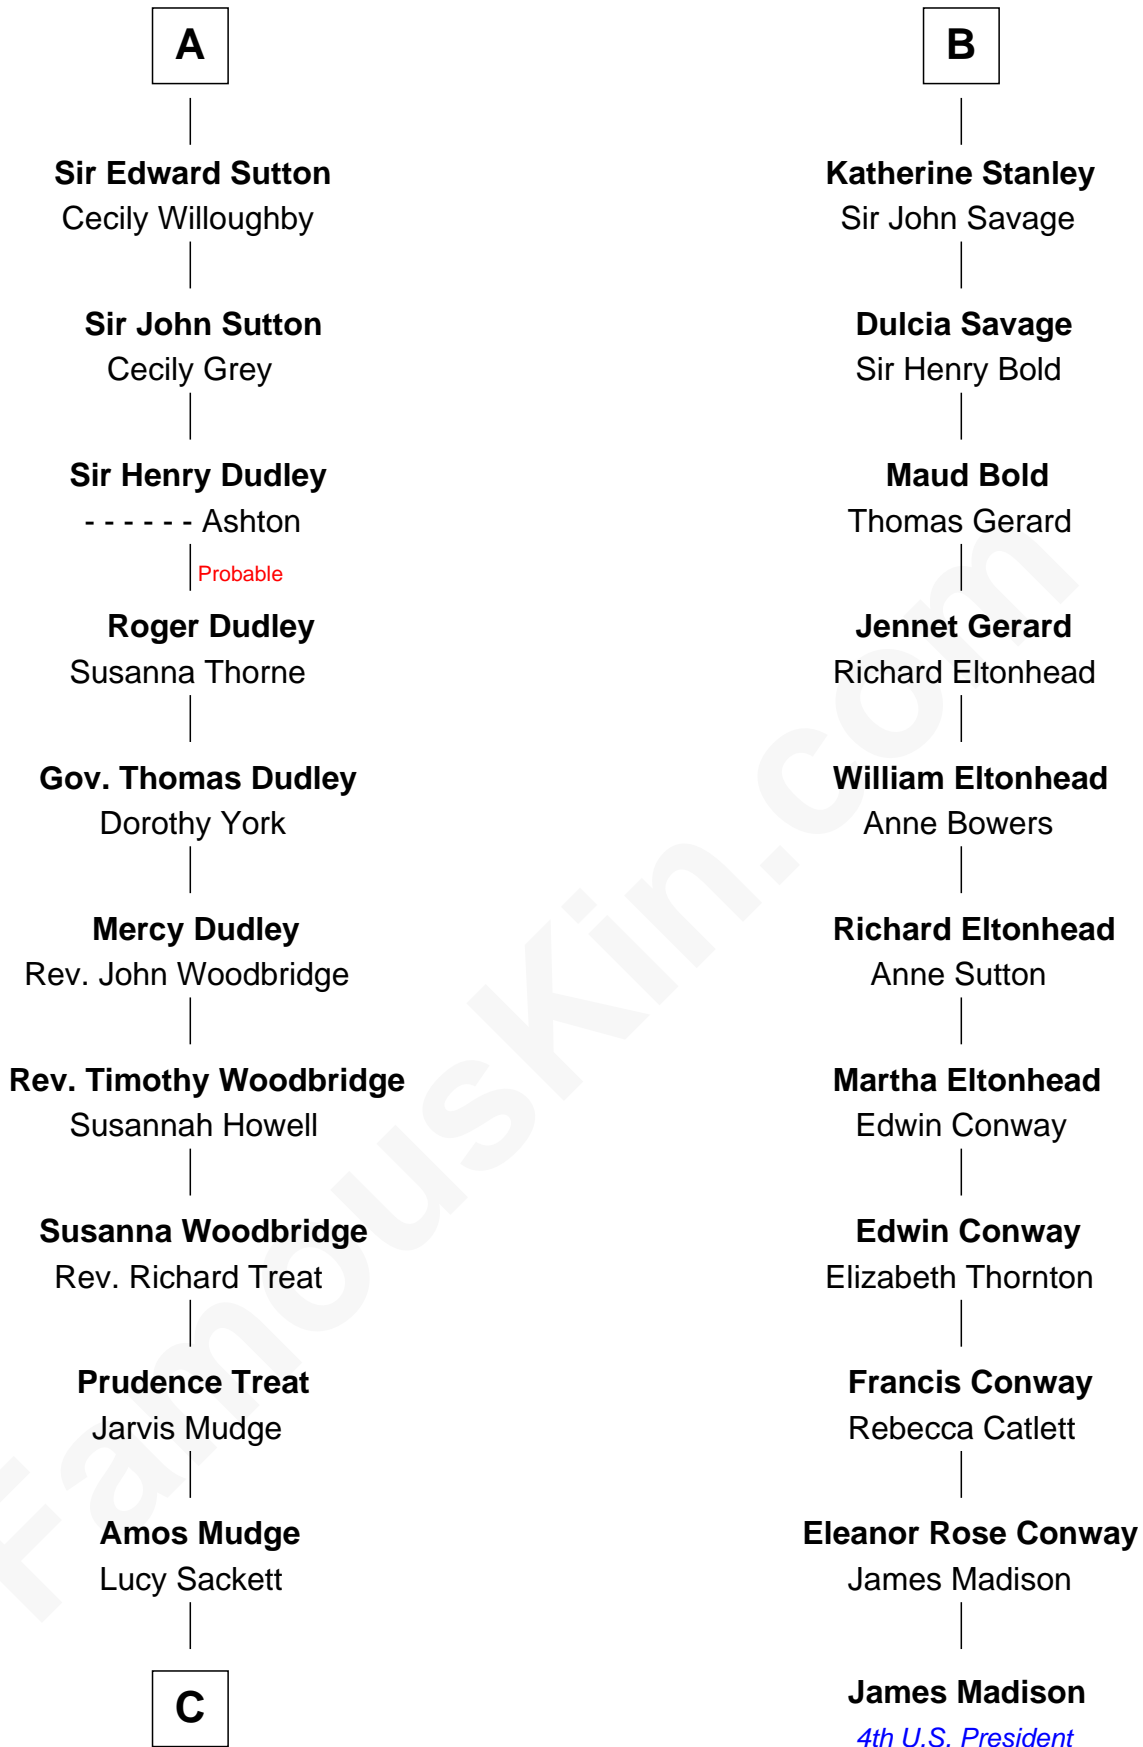 A
Sir Edward Sutton
Cecily Willoughby
Sir John Sutton
Cecily Grey
Sir Henry Dudley
- - - - - - Ashton
Probable
Roger Dudley
Susanna Thorne
Gov. Thomas Dudley
Dorothy York
Mercy Dudley
Rev. John Woodbridge
Rev. Timothy Woodbridge
Susannah Howell
Susanna Woodbridge
Rev. Richard Treat
Prudence Treat
Jarvis Mudge
Amos Mudge
Lucy Sackett
C
B
Katherine Stanley
Sir John Savage
Dulcia Savage
Sir Henry Bold
Maud Bold
Thomas Gerard
Jennet Gerard
Richard Eltonhead
William Eltonhead
Anne Bowers
Richard Eltonhead
Anne Sutton
Martha Eltonhead
Edwin Conway
Edwin Conway
Elizabeth Thornton
Francis Conway
Rebecca Catlett
Eleanor Rose Conway
James Madison
James Madison
4th U.S. President
FamousKin.com